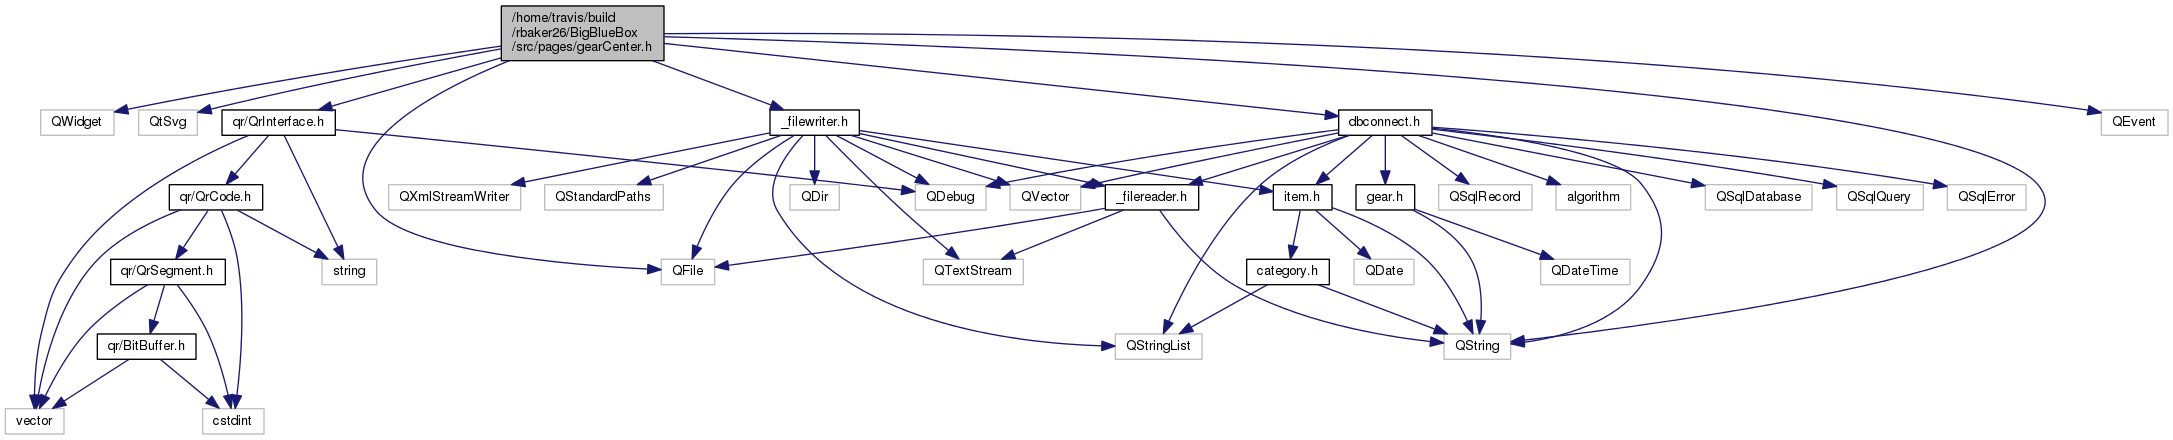 /home/travis/build
/rbaker26/BigBlueBox
/src/pages/gearCenter.h
QWidget
QtSvg
qr/QrInterface.h
_filewriter.h
dbconnect.h
QEvent
qr/QrCode.h
QXmlStreamWriter
QStandardPaths
QDir
QDebug
QVector
_filereader.h
item.h
gear.h
QSqlRecord
algorithm
QSqlDatabase
QSqlQuery
QSqlError
qr/QrSegment.h
string
QFile
QTextStream
category.h
QDate
QDateTime
qr/BitBuffer.h
QStringList
QString
vector
cstdint